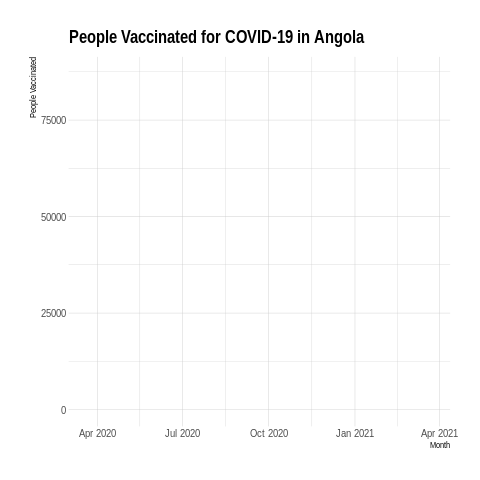 People Vaccinated for COVID-19 in Angola
People Vaccinated
75000
50000
25000
0
Apr 2020 Jul 2020 Oct 2020 Jan 2021 Apr 2021
Month